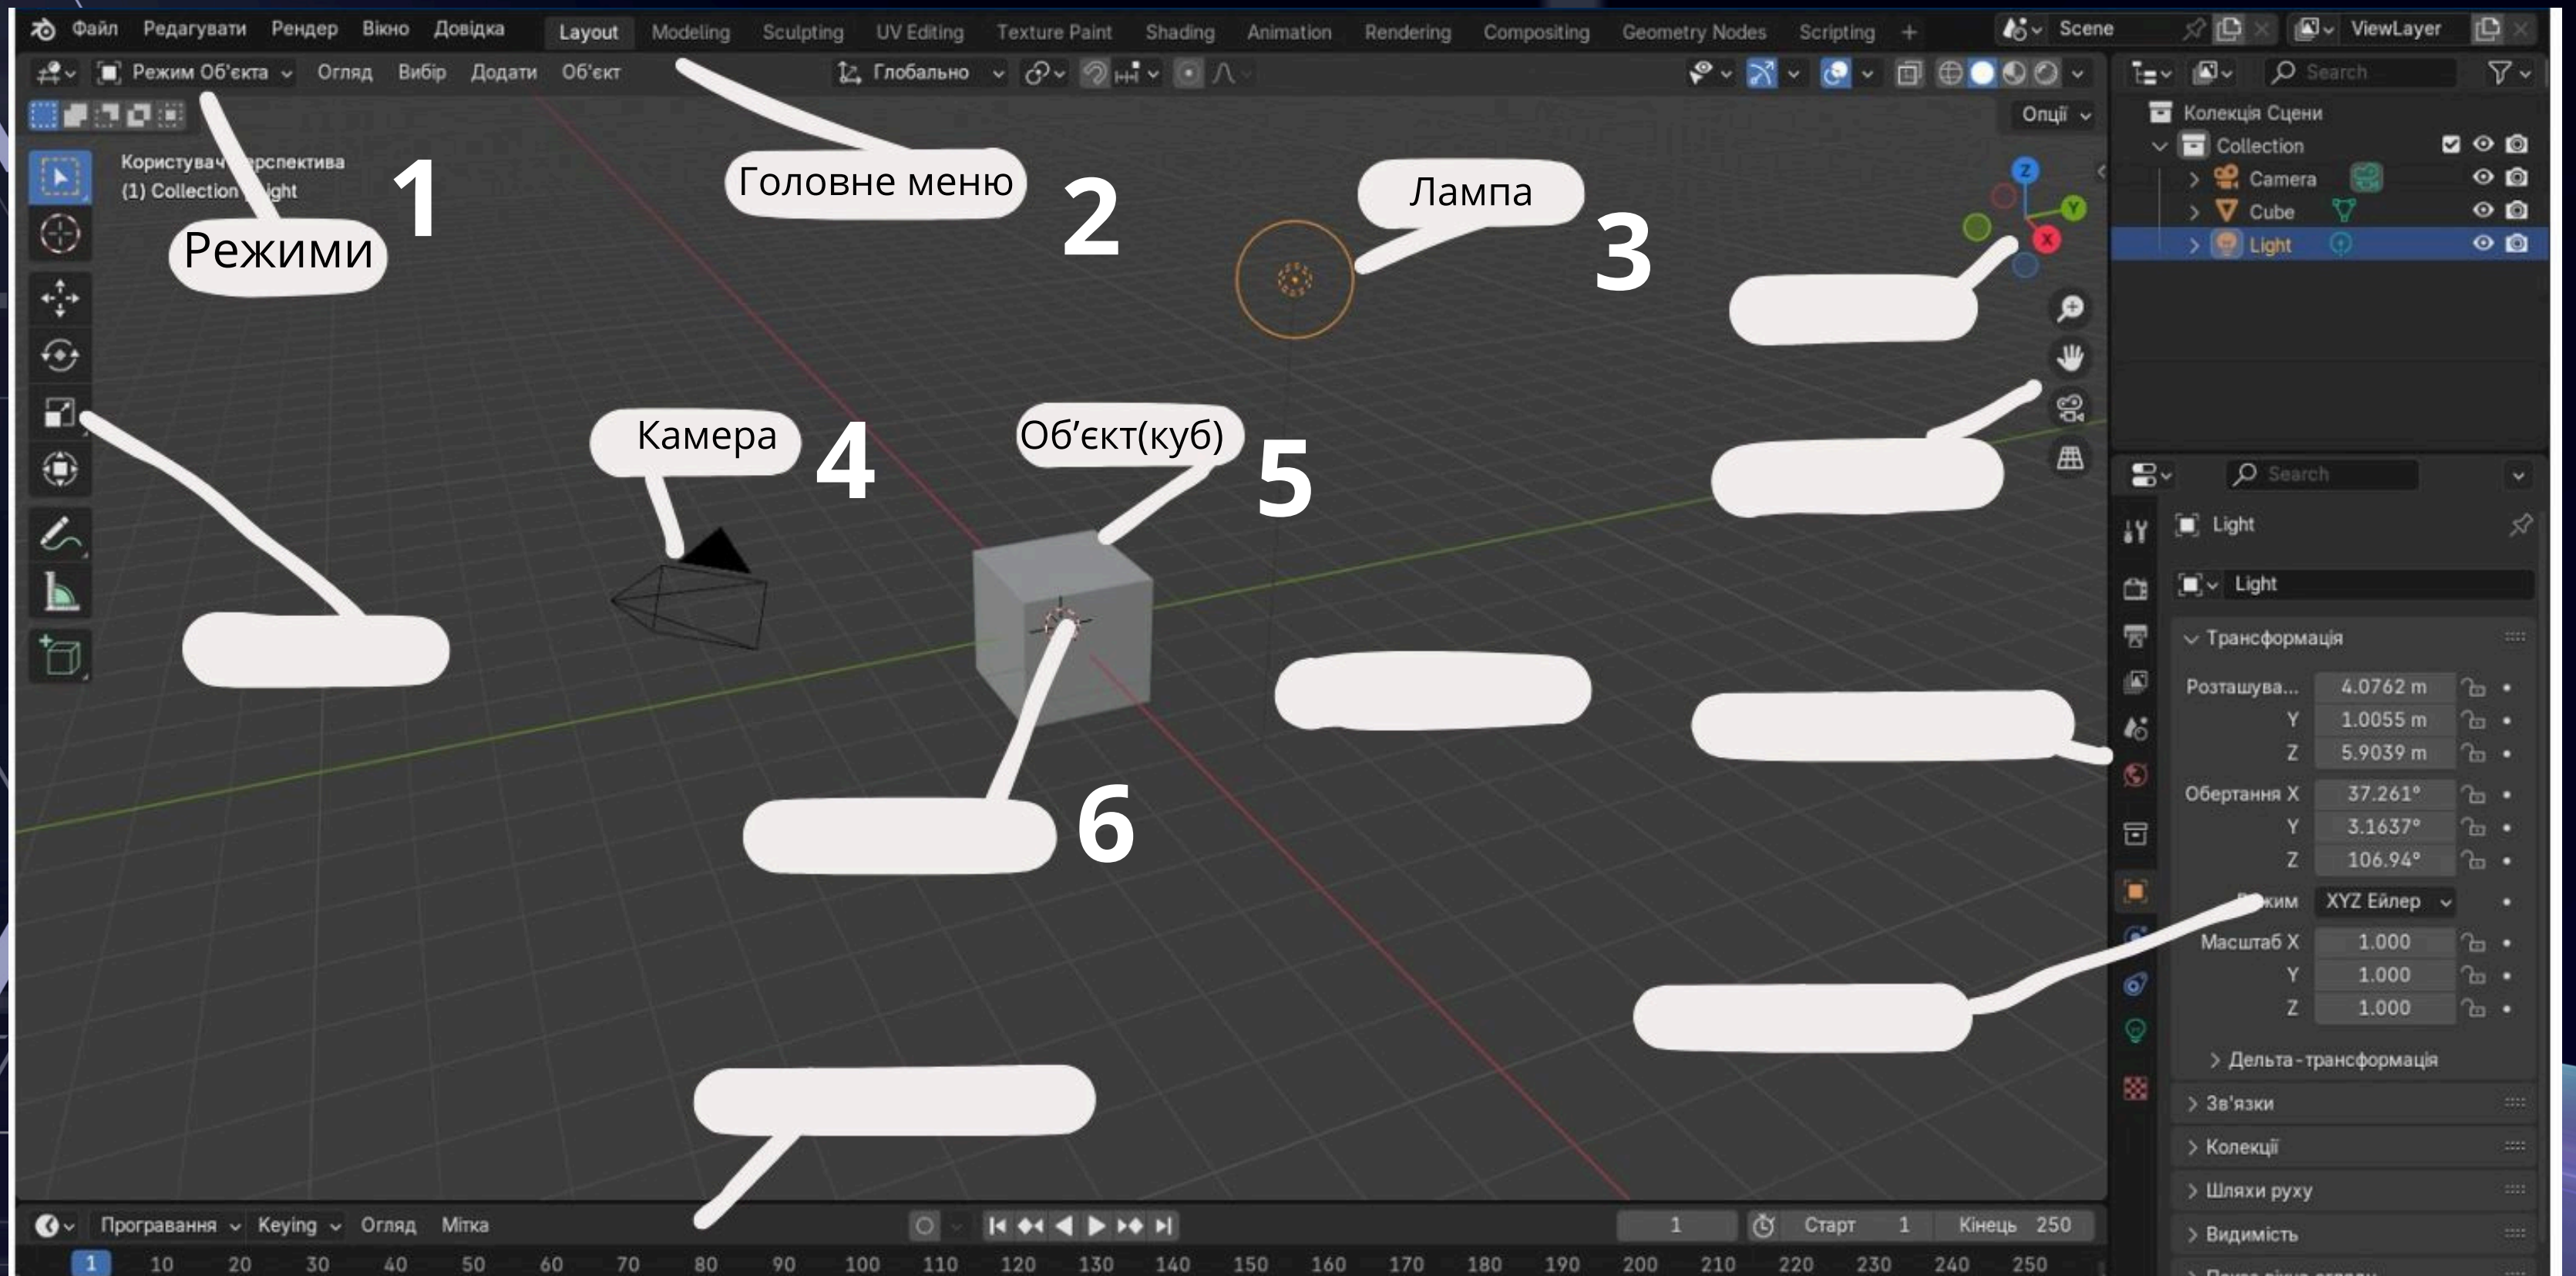 Файл Редагувати Рендер Вікно Довідка Layout Modeling Sculpting UV Editing Texture Paint Shading Animation Rendering Compositing Geometry Nodes Scripting + Scene ViewLayer
Режим Об'єкта Огляд Вибір Додати Об'єкт Глобально Search
Опції
Колекція Сцени
Collection
Camera
Cube
Light
Користувач
(1) Collection
Режими
1
Головне меню
2
Лампа
3
Z
Y
X
Камера
4
Об'єкт(куб)
5
6
Search
Light
Light
Трансформація
Розташува... 4.0762 m
Y 1.0055 m
Z 5.9039 m
Обертання X 37.261°
Y 3.1637°
Z 106.94°
XYZ Ейлер
Масштаб X 1.000
Y 1.000
Z 1.000
Дельта-трансформація
Зв'язки
Колекції
Шляхи руху
Видимість
Програвання Keying Огляд Мітка 1 Старт 1 Кінець 250
1 10 20 30 40 50 60 70 80 90 100 110 120 130 140 150 160 170 180 190 200 210 220 230 240 250